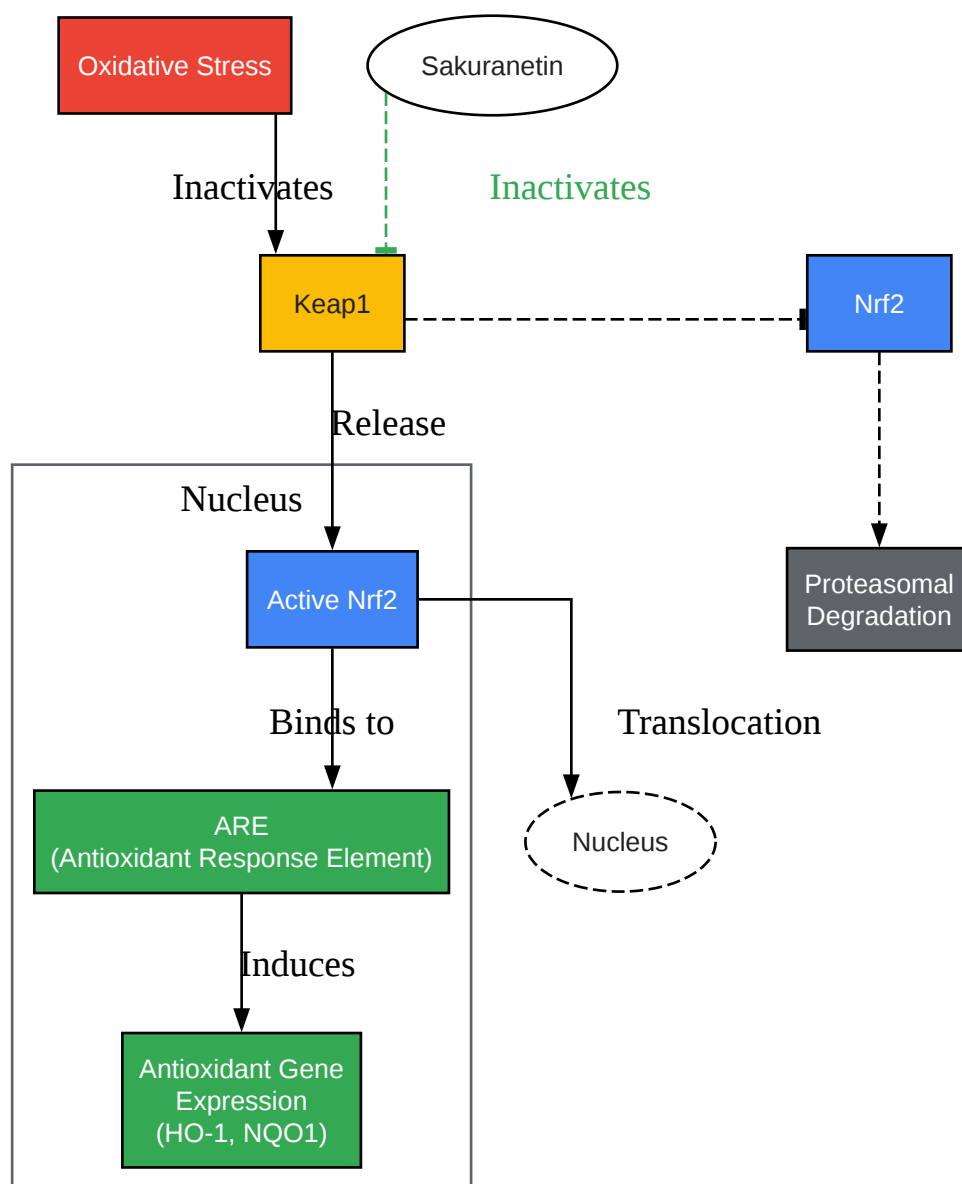 Oxidative Stress
Sakuranetin
Inactivates
Inactivates
Keap1
Nrf2
Release
Nucleus
Active Nrf2
Proteasomal
Degradation
Binds to
Translocation
ARE
(Antioxidant Response Element)
Nucleus
Induces
Antioxidant Gene
Expression
(HO-1, NQO1)